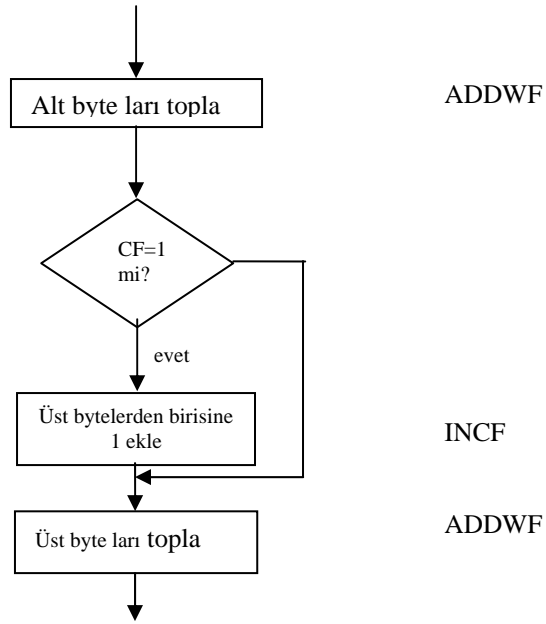 Alt byte ları topla
ADDWF
CF=1
mi?
evet
Üst bytelerden birisine
1 ekle
INCF
Üst byte ları topla
ADDWF